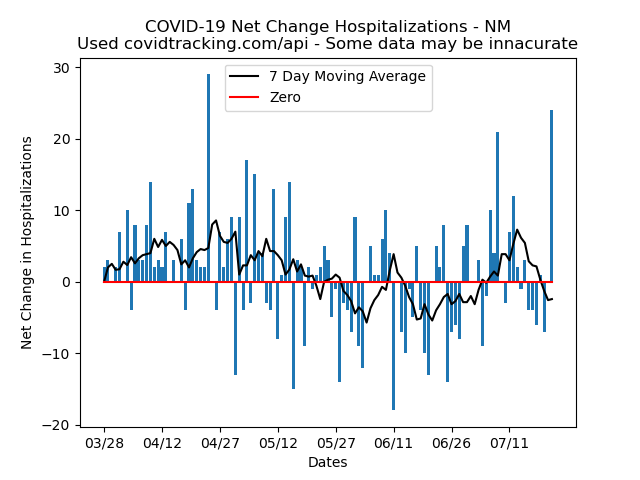 COVID-19 Net Change Hospitalizations - NM
Used covidtracking.com/api - Some data may be innacurate
7 Day Moving Average
Zero
Net Change in Hospitalizations
30
20
10
0
−10
−20
03/28 04/12 04/27 05/12 05/27 06/11 06/26 07/11
Dates